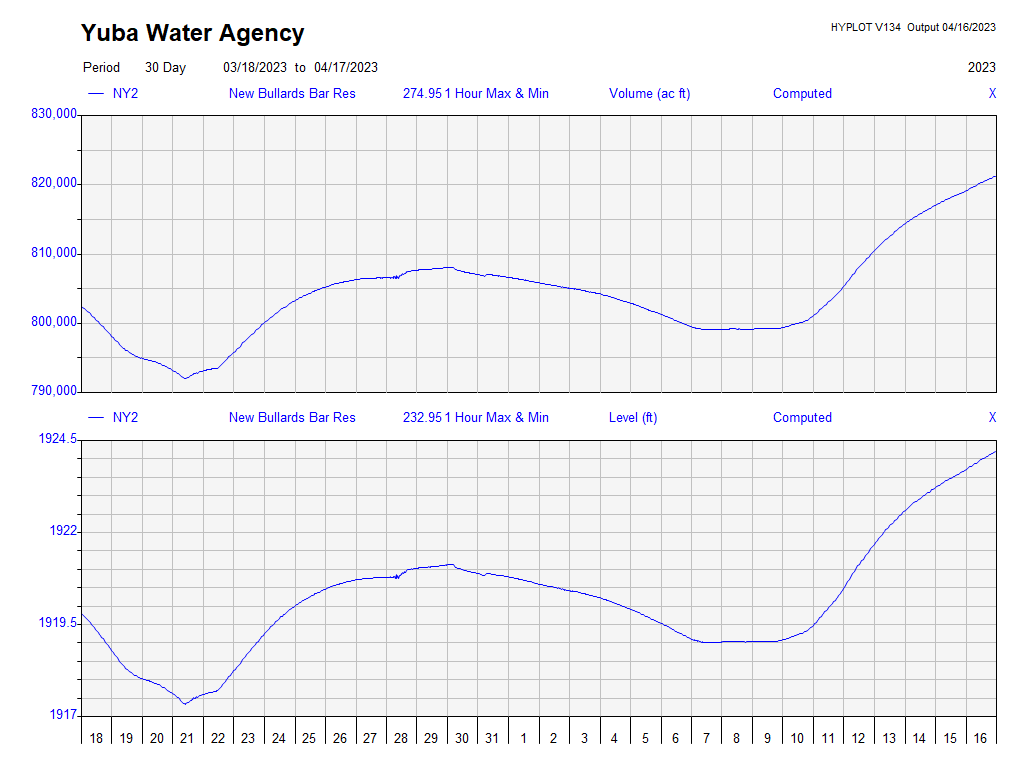 Yuba Water Agency
HYPLOT V134 Output 04/16/2023
Period 30 Day 03/18/2023 to 04/17/2023 2023
NY2 New Bullards Bar Res 274.95 1 Hour Max & Min Volume (ac ft) Computed X
830,000
820,000
810,000
800,000
790,000
NY2 New Bullards Bar Res 232.95 1 Hour Max & Min Level (ft) Computed X
1924.5
1922
1919.5
1917
18 19 20 21 22 23 24 25 26 27 28 29 30 31 1 2 3 4 5 6 7 8 9 10 11 12 13 14 15 16